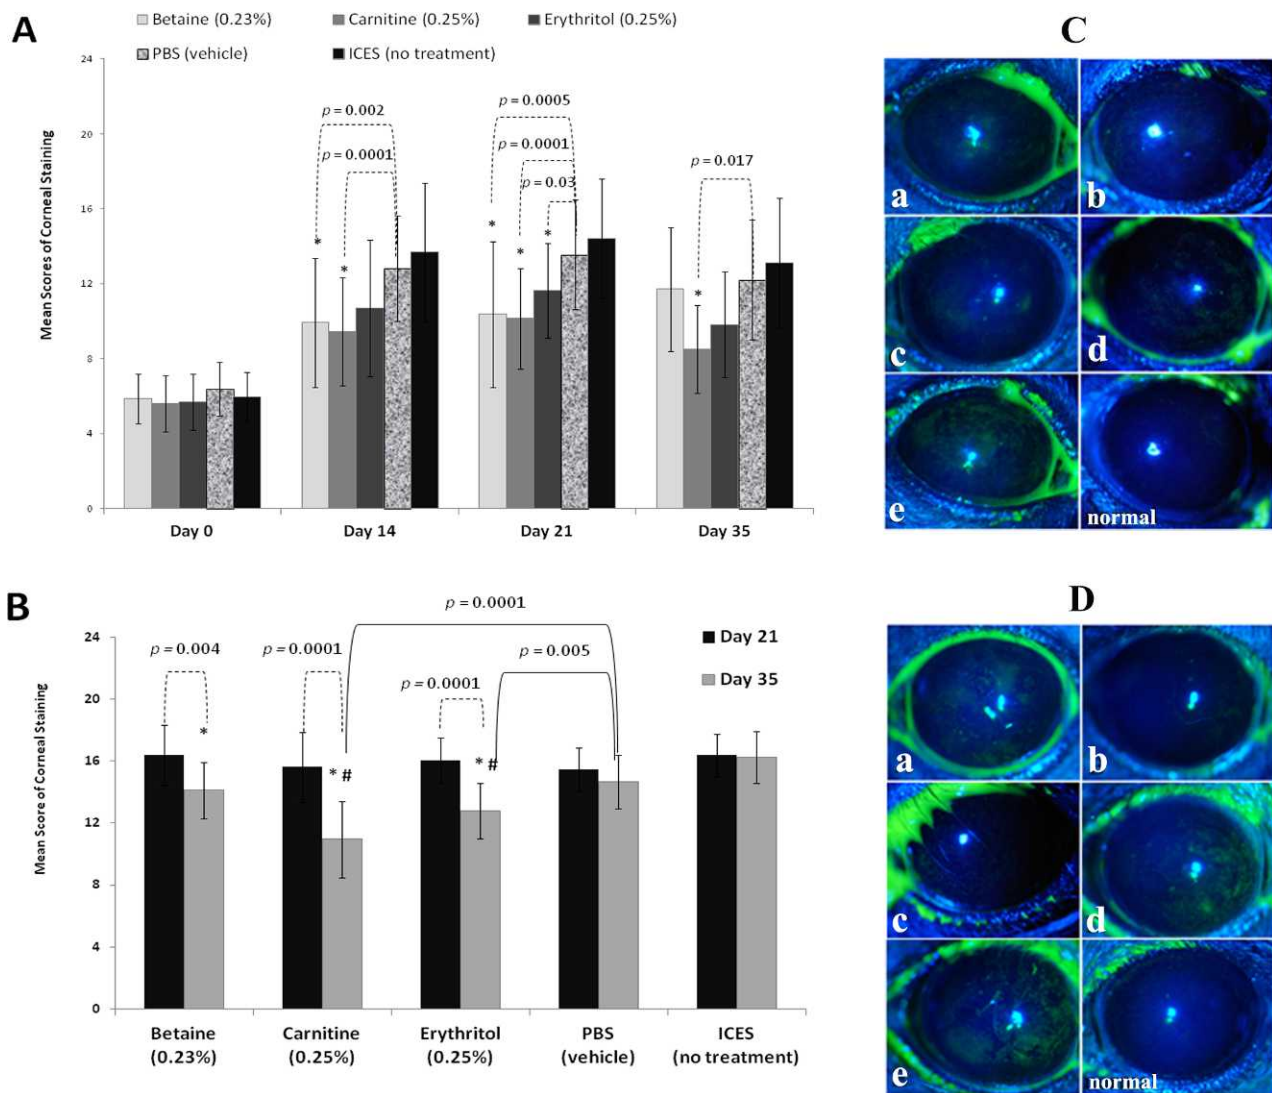 A
Betaine (0.23%) Carnitine (0.25%) Erythritol (0.25%)
PBS (vehicle) ICES (no treatment)
Mean Scores of Corneal Staining
24
20
16
12
8
4
0
p = 0.002
p = 0.0001
p = 0.0005
p = 0.0001
p = 0.03
p = 0.017
* * * * * *
Day 0 Day 14 Day 21 Day 35
B
Mean Score of Corneal Staining
24
20
16
12
8
4
0
p = 0.0001
p = 0.004
p = 0.0001
p = 0.005
p = 0.0001
Day 21
Day 35
*
* #
* #
Betaine Carnitine Erythritol PBS ICES
(0.23%) (0.25%) (0.25%) (vehicle) (no treatment)
C
a b
c d
e normal
D
a b
c d
e normal